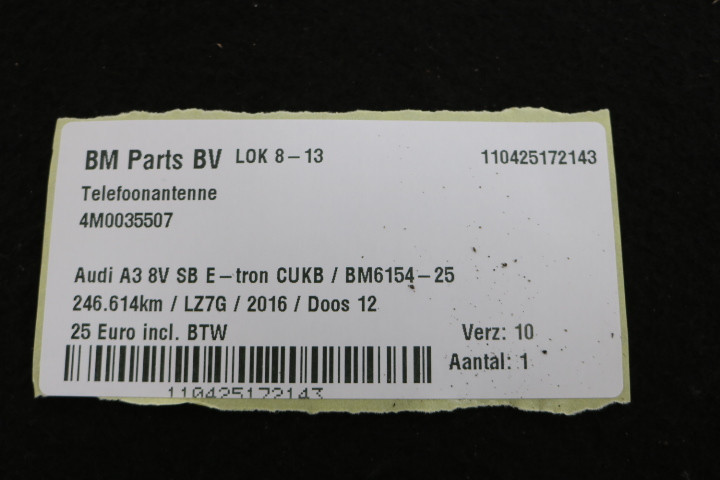 BM Parts BV LOK 8-13 110425172143
Telefoonantenne
4M0035507
Audi A3 8V SB E-tron CUKB / BM6154-25
246.614km / LZ7G / 2016 / Doos 12
25 Euro incl. BTW Verz: 10
Aantal: 1
110425172143